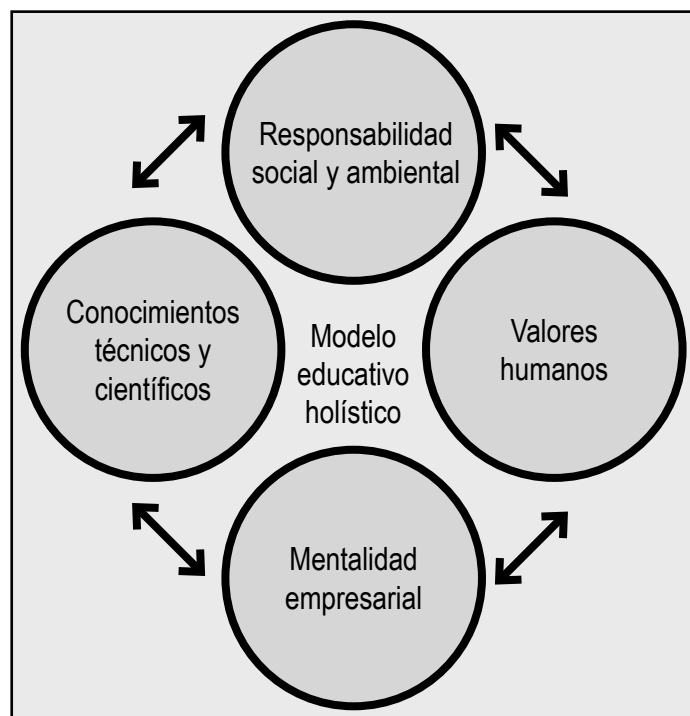 Responsabilidad
social y ambiental
Conocimientos
técnicos y
científicos
Modelo
educativo
holístico
Valores
humanos
Mentalidad
empresarial